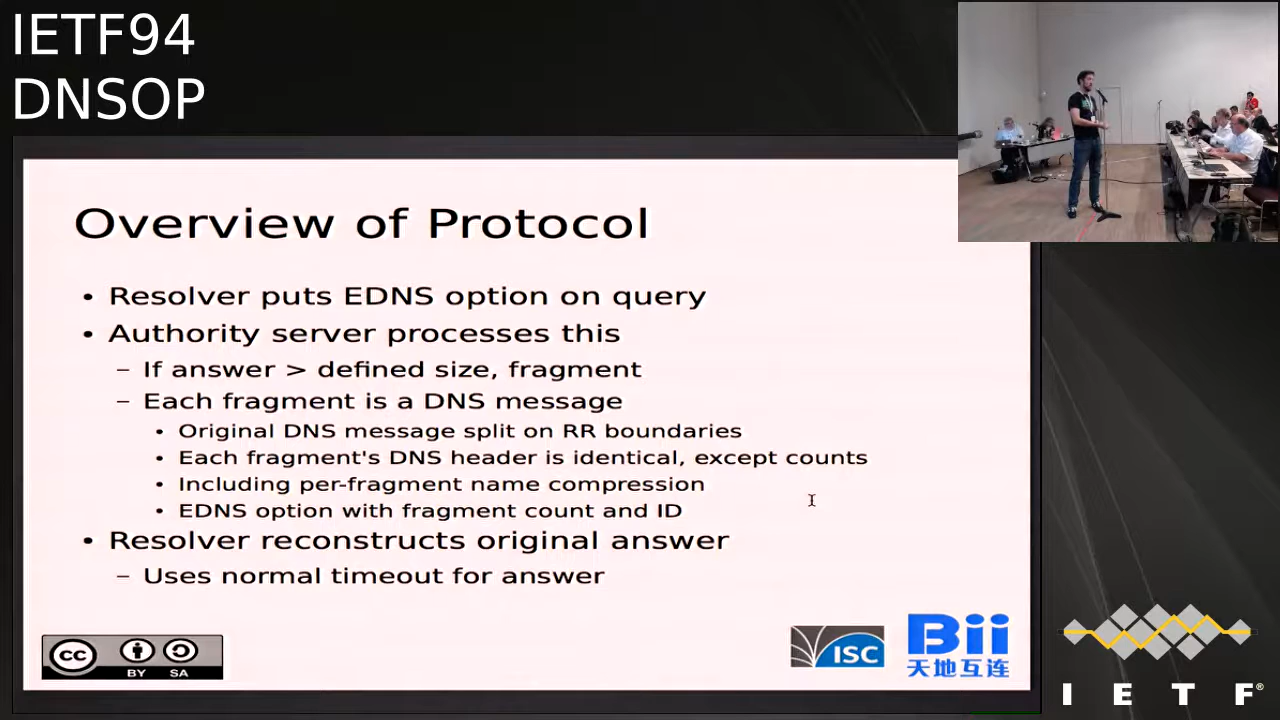 IETF94
DNSOP
Overview of Protocol
• Resolver puts EDNS option on query
• Authority server processes this
– If answer > defined size, fragment
– Each fragment is a DNS message
• Original DNS message split on RR boundaries
• Each fragment's DNS header is identical, except counts
• Including per-fragment name compression
• EDNS option with fragment count and ID
• Resolver reconstructs original answer
– Uses normal timeout for answer
cc BY SA
ISC
Bii
天地互连
I E T F®